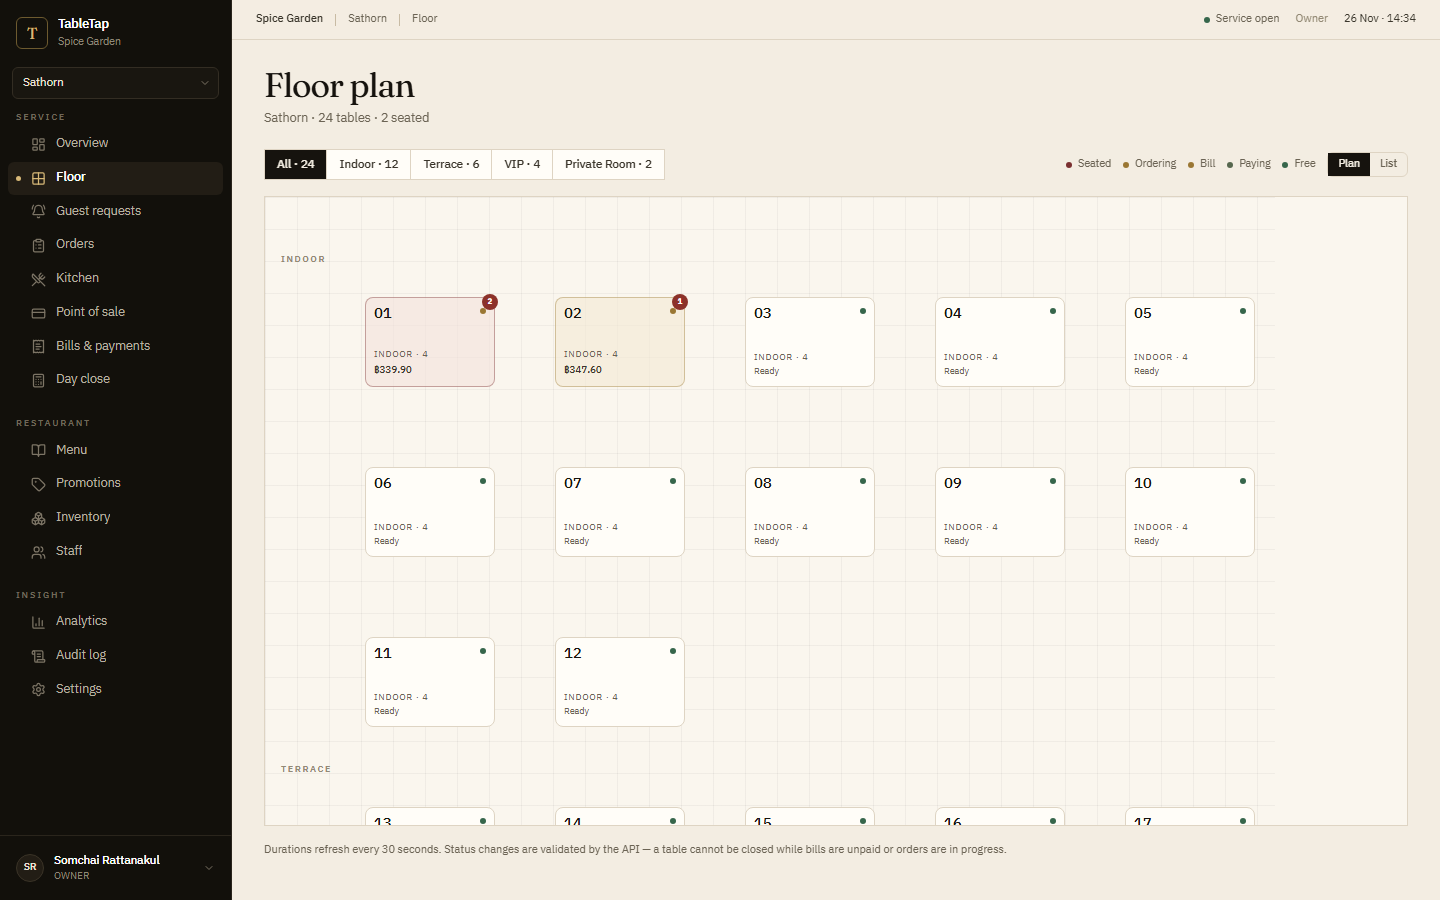 T
TableTap
Spice Garden
Sathorn
SERVICE
Overview
Floor
Guest requests
Orders
Kitchen
Point of sale
Bills & payments
Day close
RESTAURANT
Menu
Promotions
Inventory
Staff
INSIGHT
Analytics
Audit log
Settings
SR
Somchai Rattanakul
OWNER
Spice Garden Sathorn Floor
Service open Owner 26 Nov · 14:34
Floor plan
Sathorn · 24 tables · 2 seated
All · 24 Indoor · 12 Terrace · 6 VIP · 4 Private Room · 2
Seated Ordering Bill Paying Free Plan List
INDOOR
2 1
01 02 03 04 05
INDOOR · 4 INDOOR · 4 INDOOR · 4 INDOOR · 4 INDOOR · 4
฿339.90 ฿347.60 Ready Ready Ready
06 07 08 09 10
INDOOR · 4 INDOOR · 4 INDOOR · 4 INDOOR · 4 INDOOR · 4
Ready Ready Ready Ready Ready
11 12
INDOOR · 4 INDOOR · 4
Ready Ready
TERRACE
13 14 15 16 17
Durations refresh every 30 seconds. Status changes are validated by the API — a table cannot be closed while bills are unpaid or orders are in progress.